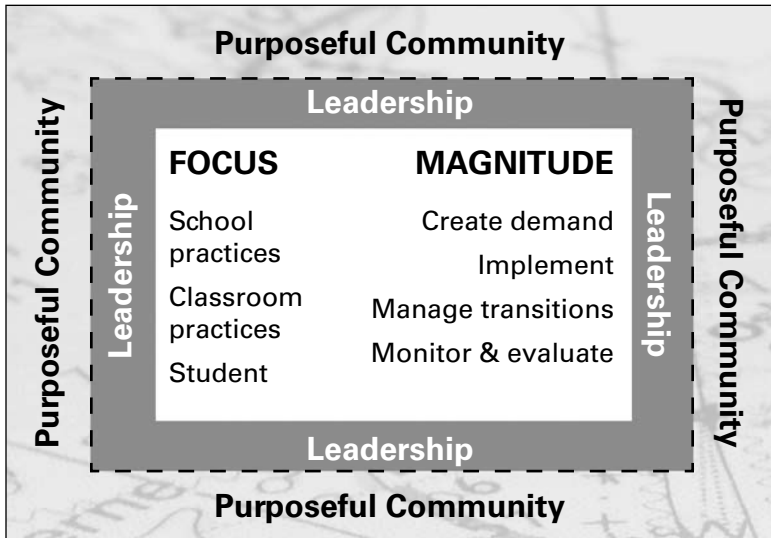 Purposeful Community
Leadership
Purposeful Community
Leadership
FOCUS
School
practices
Classroom
practices
Student
MAGNITUDE
Create demand
Implement
Manage transitions
Monitor & evaluate
Leadership
Purposeful Community
Leadership
Purposeful Community